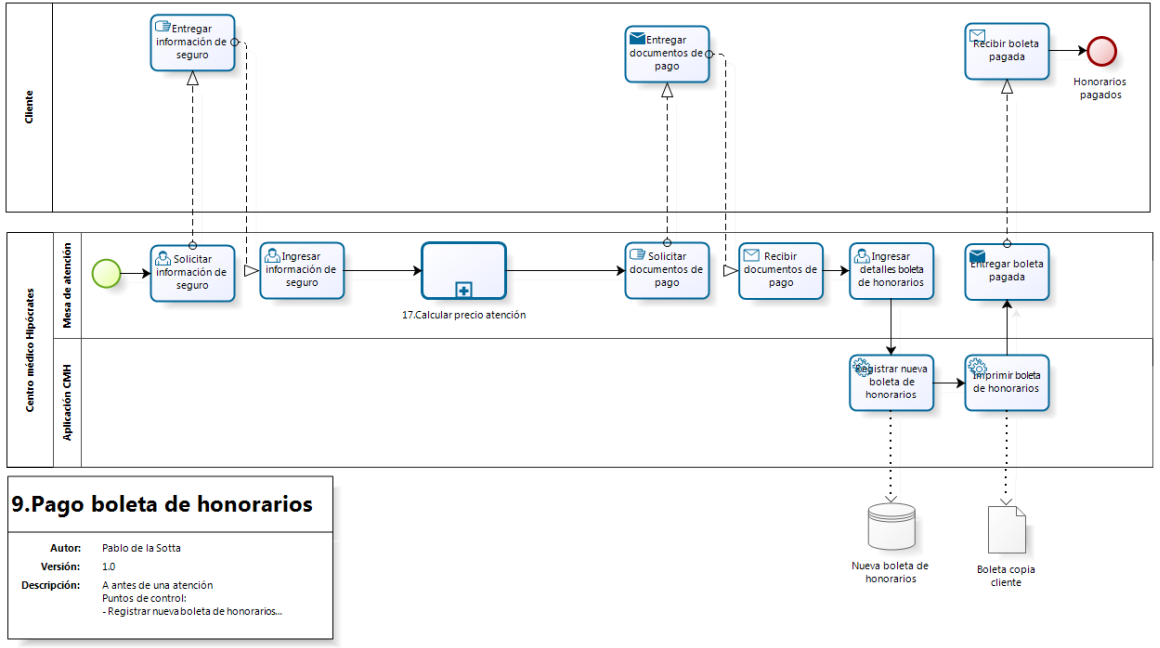 Cliente
Entregar
información de
seguro
Entregar
documentos de
pago
Recibir boleta
pagada
Honorarios
pagados
Centro médico Hipócrates
Mesa de atención
Solicitar
información de
seguro
Ingresar
información de
seguro
17.Calcular precio atención
Solicitar
documentos de
pago
Recibir
documentos de
pago
Ingresar
detalles boleta
de honorarios
Entregar boleta
pagada
Aplicación CMH
Registrar nueva
boleta de
honorarios
Imprimir boleta
de honorarios
Nueva boleta de
honorarios
Boleta copia
cliente
9.Pago boleta de honorarios
Autor: Pablo de la Sotta
Versión: 1.0
Descripción: A antes de una atención
Puntos de control:
- Registrar nueva boleta de honorarios...